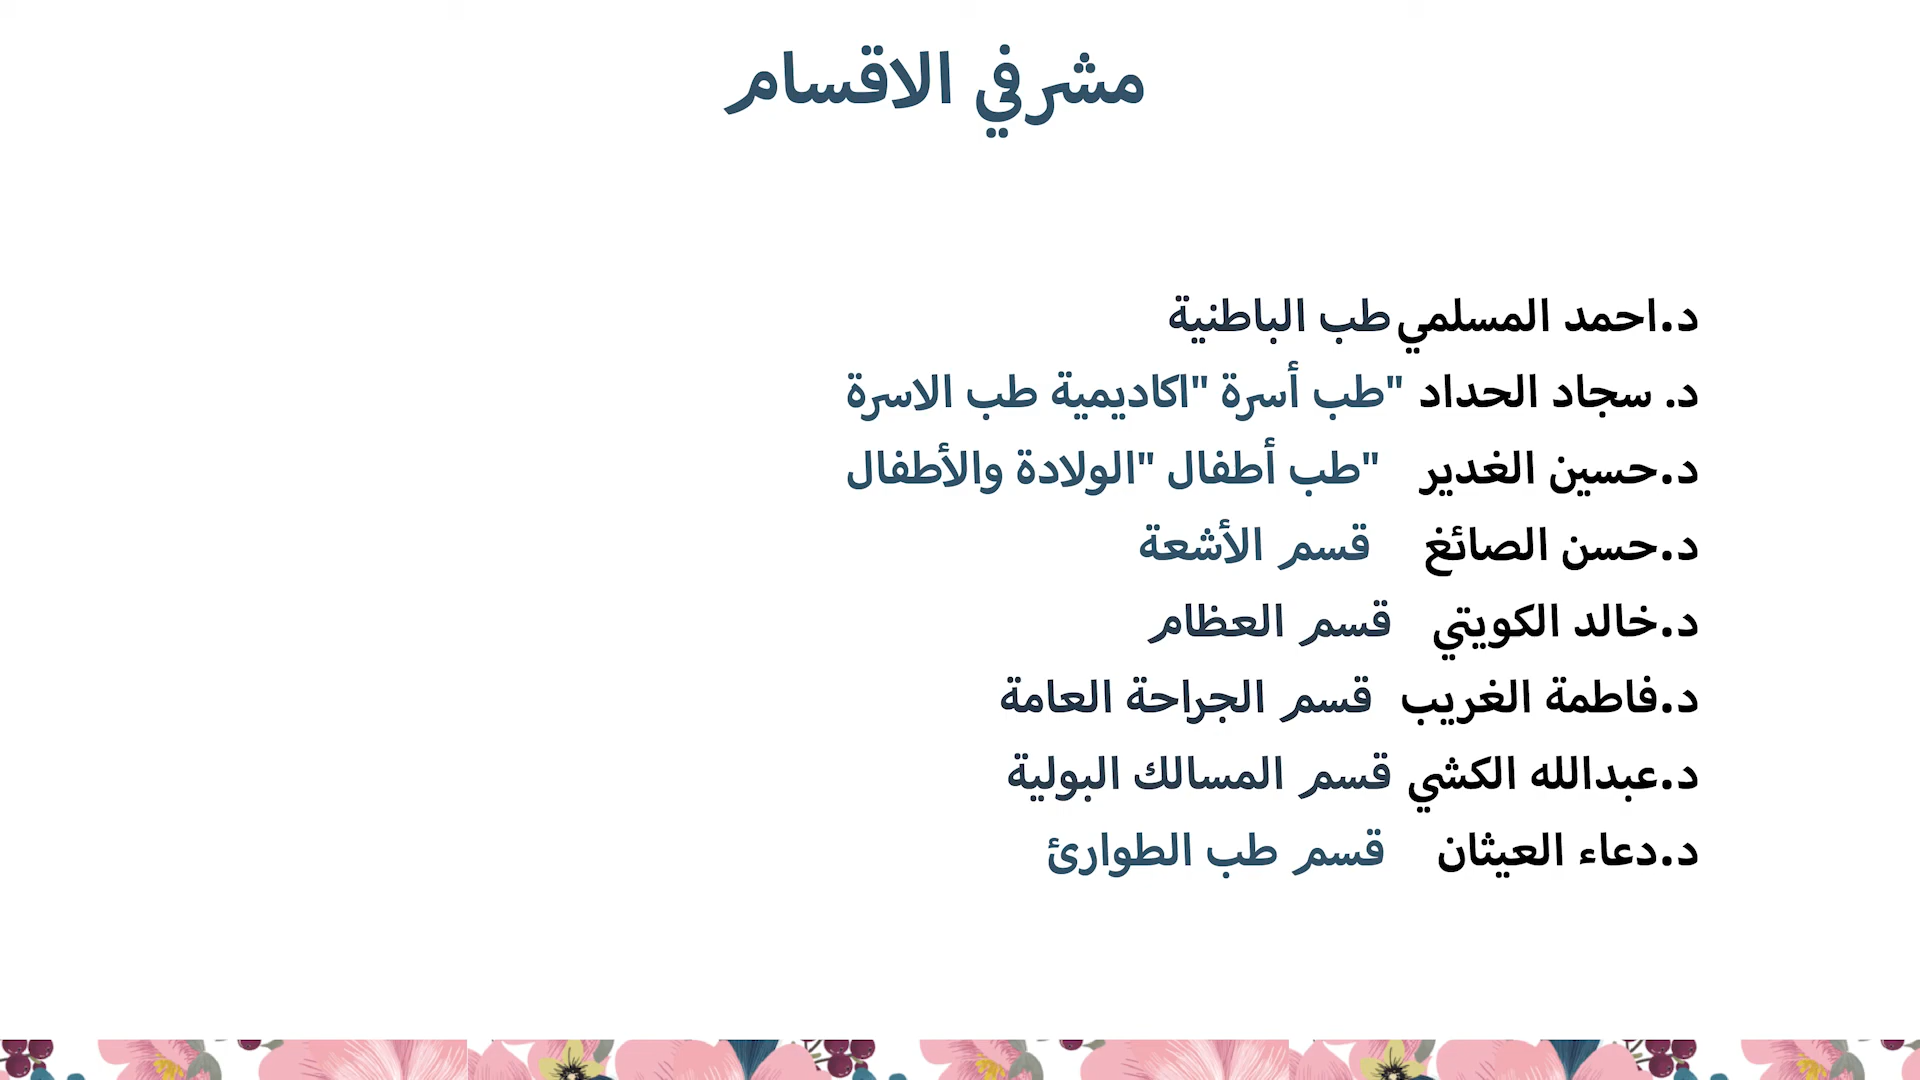 مشرفي الاقسام
د.احمد المسلمي طب الباطنية
د. سجاد الحداد "طب أسرة "اكاديمية طب الاسرة
د.حسين الغدير "طب أطفال "الولادة والأطفال
د.حسن الصائغ قسم الأشعة
د.خالد الكويتي قسم العظام
د.فاطمة الغريب قسم الجراحة العامة
د.عبدالله الكشي قسم المسالك البولية
د.دعاء العيثان قسم طب الطوارئ